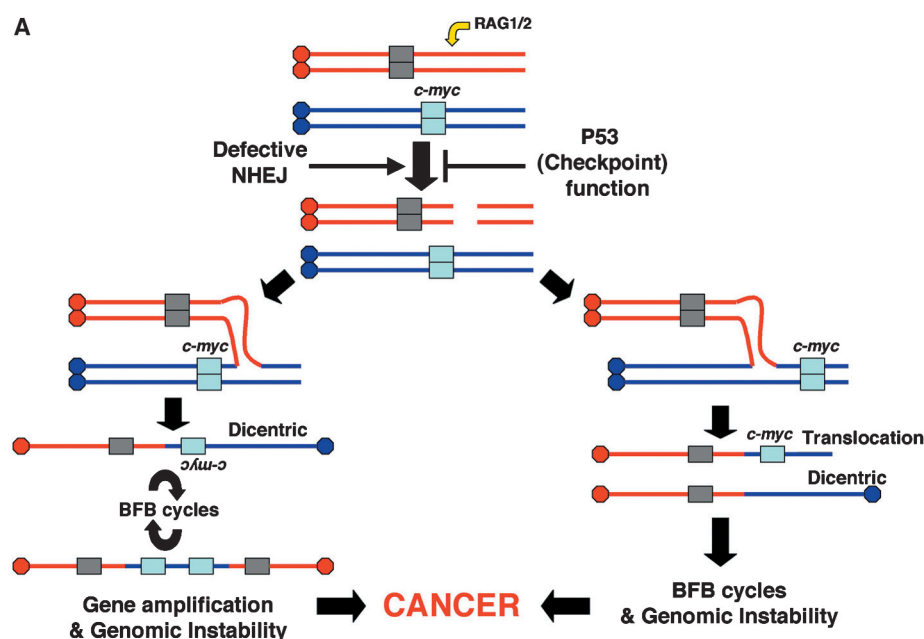 A
RAG1/2
c-myc
Defective
NHEJ
P53
(Checkpoint)
function
c-myc
c-myc
Dicentric
c-myc
BFB cycles
Gene amplification
& Genomic Instability
c-myc
Translocation
Dicentric
BFB cycles
& Genomic Instability
CANCER